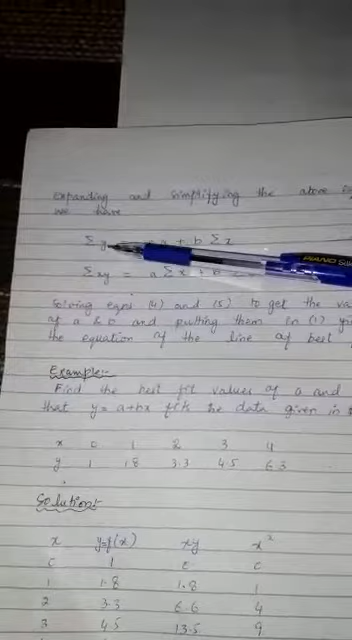 expanding and simplifying the above
we have
Σy a + b Σx
Σxy = a Σx + b
Solving eqns (4) and (5) to get the va
of a & b and putting them in (1) gi
the equation of the line of best
Example:-
Find the best fit values of a and
that y = a+bx fits the data given in
x 0 1 2 3 4
y 1 1.8 3.3 4.5 6.3
Solution:-
x y=f(x) xy x²
0 1 0 0
1 1.8 1.8 1
2 3.3 6.6 4
3 4.5 13.5 9
PIANO